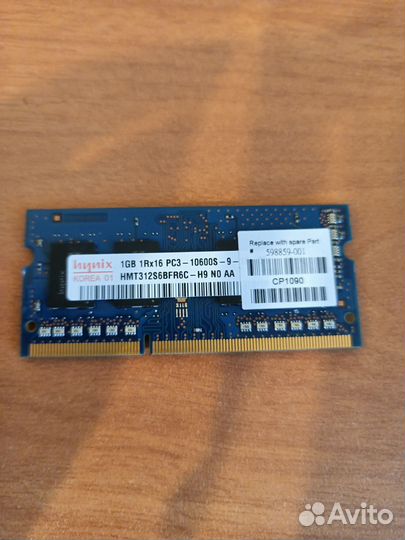 hynix
KOREA 01
1GB 1Rx16 PC3-10600S-9-
HMT312S6BFR6C-H9 N0 AA
Replace with spare Part
# 598859-001
CP1090
Avito